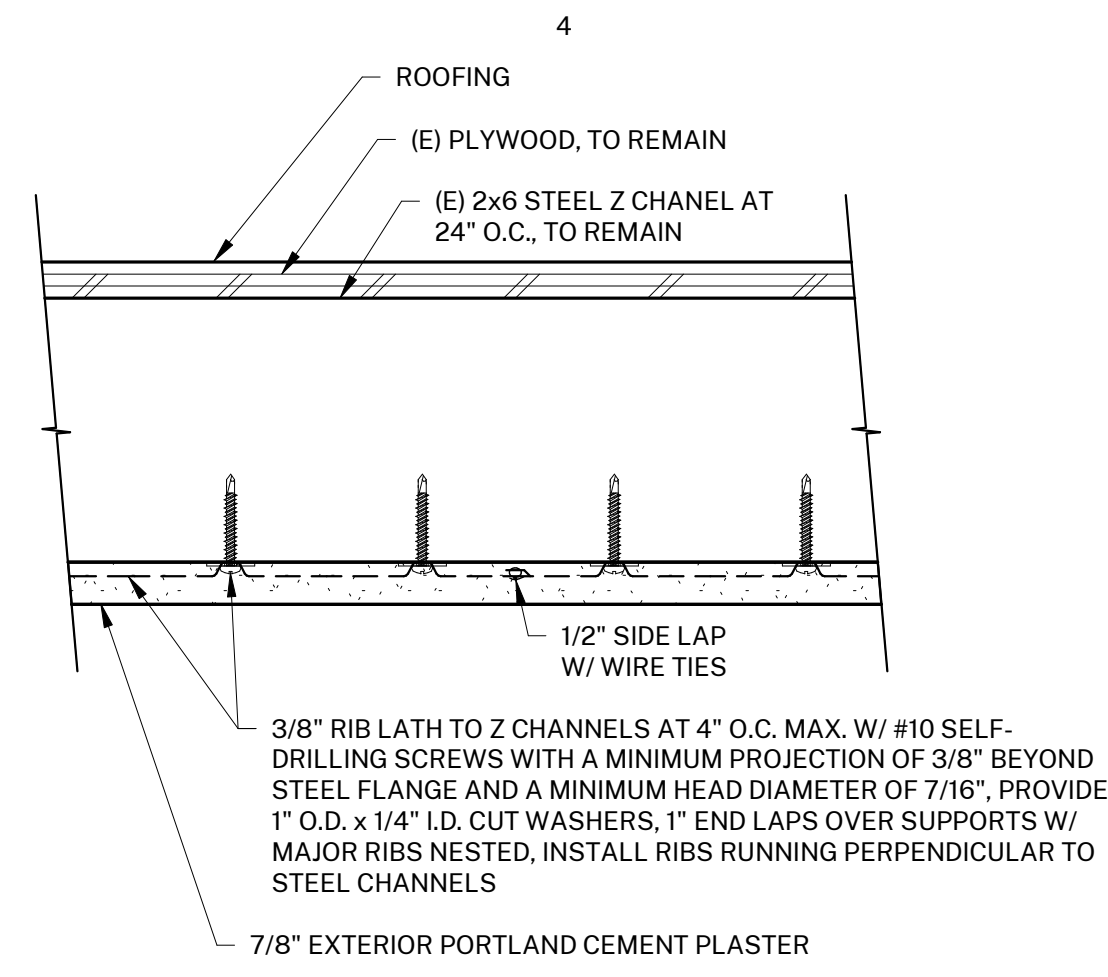 4
ROOFING
(E) PLYWOOD, TO REMAIN
(E) 2x6 STEEL Z CHANEL AT
24" O.C., TO REMAIN
1/2" SIDE LAP
W/ WIRE TIES
3/8" RIB LATH TO Z CHANNELS AT 4" O.C. MAX. W/ #10 SELF-
DRILLING SCREWS WITH A MINIMUM PROJECTION OF 3/8" BEYOND
STEEL FLANGE AND A MINIMUM HEAD DIAMETER OF 7/16", PROVIDE
1" O.D. x 1/4" I.D. CUT WASHERS, 1" END LAPS OVER SUPPORTS W/
MAJOR RIBS NESTED, INSTALL RIBS RUNNING PERPENDICULAR TO
STEEL CHANNELS
7/8" EXTERIOR PORTLAND CEMENT PLASTER